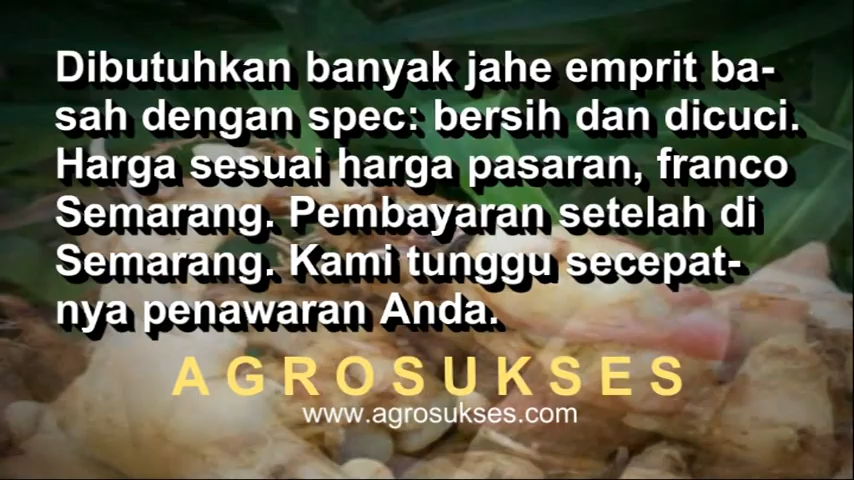 Dibutuhkan banyak jahe emprit ba-
sah dengan spec: bersih dan dicuci.
Harga sesuai harga pasaran, franco
Semarang. Pembayaran setelah di
Semarang. Kami tunggu secepat-
nya penawaran Anda.
AGROSUKSES
www.agrosukses.com